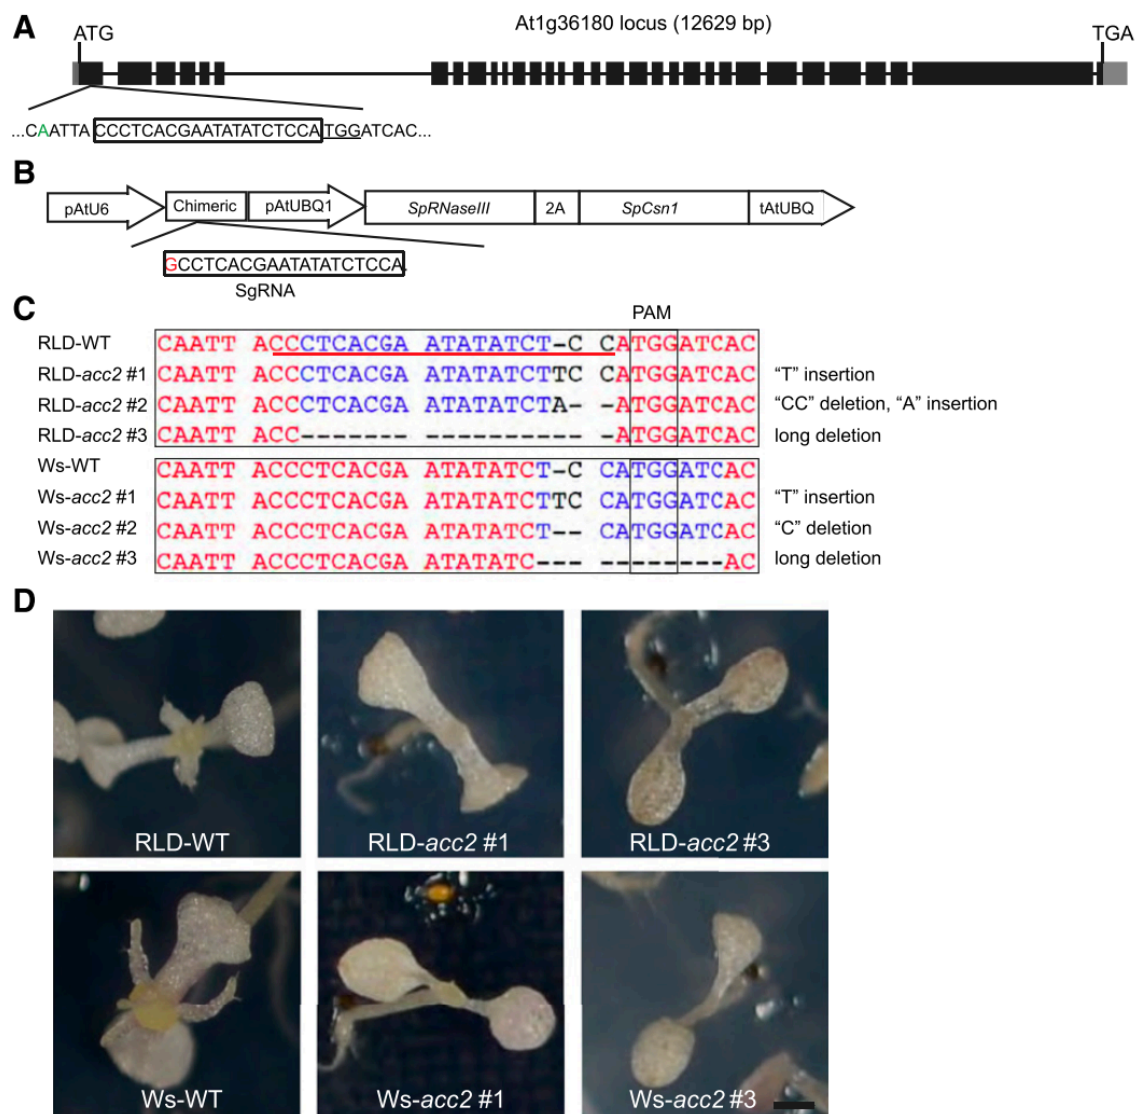 A
At1g36180 locus (12629 bp)
ATG
TGA
...CAATTA CCCTCACGAATATATCTCCATGGATCAC...
B
pAtU6
Chimeric
pAtUBQ1
SpRNaseIII
2A
SpCsn1
tAtUBQ
GCCTCACGAATATATCTCCA
SgRNA
C
PAM
RLD-WT CAATT ACCCTCACGA ATATATCT-C CATGGATCAC
RLD-acc2 #1 CAATT ACCCTCACGA ATATATCTTC CATGGATCAC "T" insertion
RLD-acc2 #2 CAATT ACCCTCACGA ATATATCTA- -ATGGATCAC "CC" deletion, "A" insertion
RLD-acc2 #3 CAATT ACC------- ---------- -ATGGATCAC long deletion
Ws-WT CAATT ACCCTCACGA ATATATCT-C CATGGATCAC
Ws-acc2 #1 CAATT ACCCTCACGA ATATATCTTC CATGGATCAC "T" insertion
Ws-acc2 #2 CAATT ACCCTCACGA ATATATCT-- CATGGATCAC "C" deletion
Ws-acc2 #3 CAATT ACCCTCACGA ATATATC--- --------AC long deletion
D
RLD-WT
RLD-acc2 #1
RLD-acc2 #3
Ws-WT
Ws-acc2 #1
Ws-acc2 #3